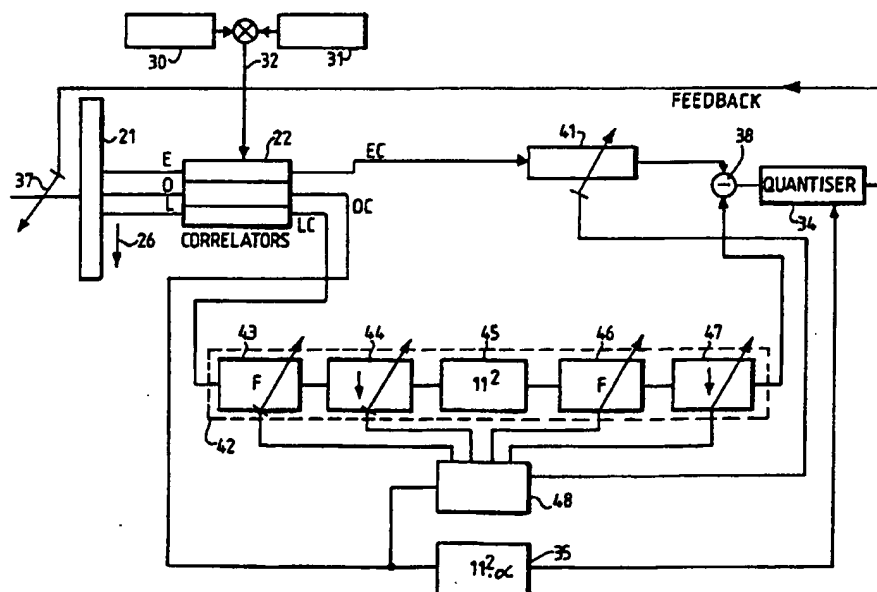 30
32
31
FEEDBACK
21
22
EC
41
38
37
E
O
L
OC
LC
QUANTISER
34
26
CORRELATORS
43
44
45
46
47
F
↓
11²
F
↓
42
48
11².∝
35